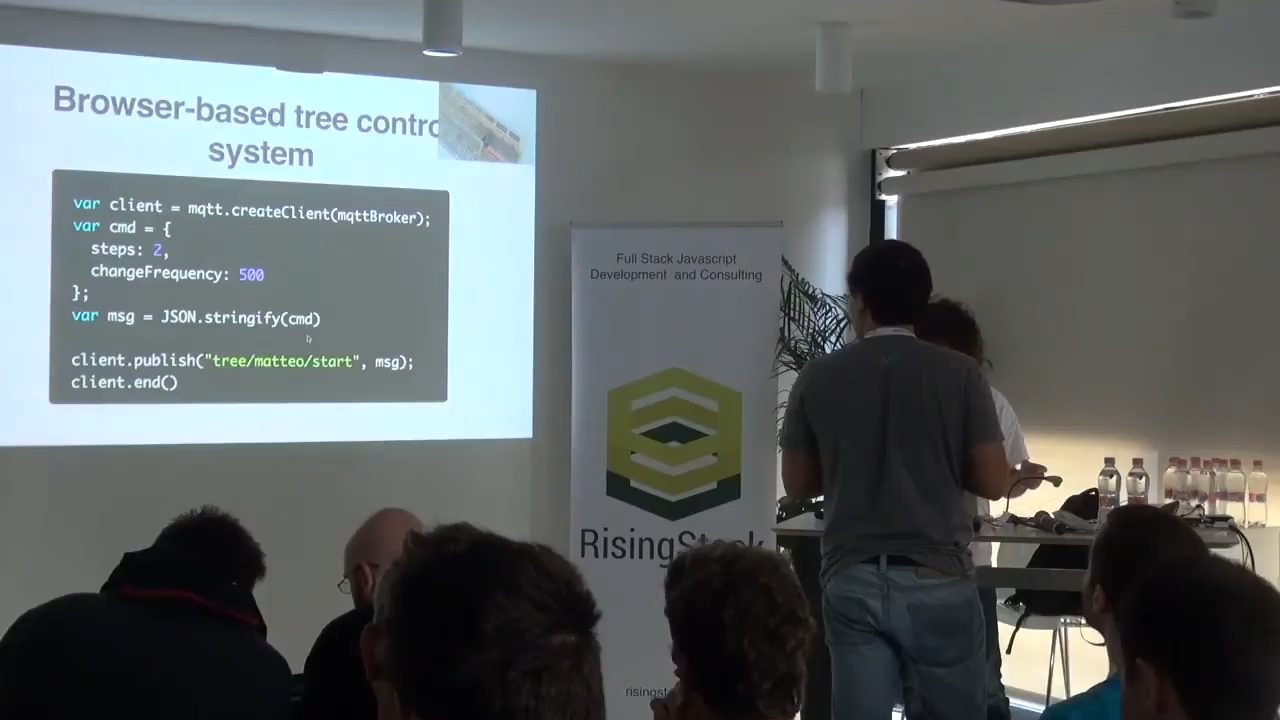 Browser-based tree contro
system
var client = mqtt.createClient(mqttBroker);
var cmd = {
steps: 2,
changeFrequency: 500
};
var msg = JSON.stringify(cmd)
client.publish("tree/matteo/start", msg);
client.end()
Full Stack Javascript
Development and Consulting
RisingStack
risingst